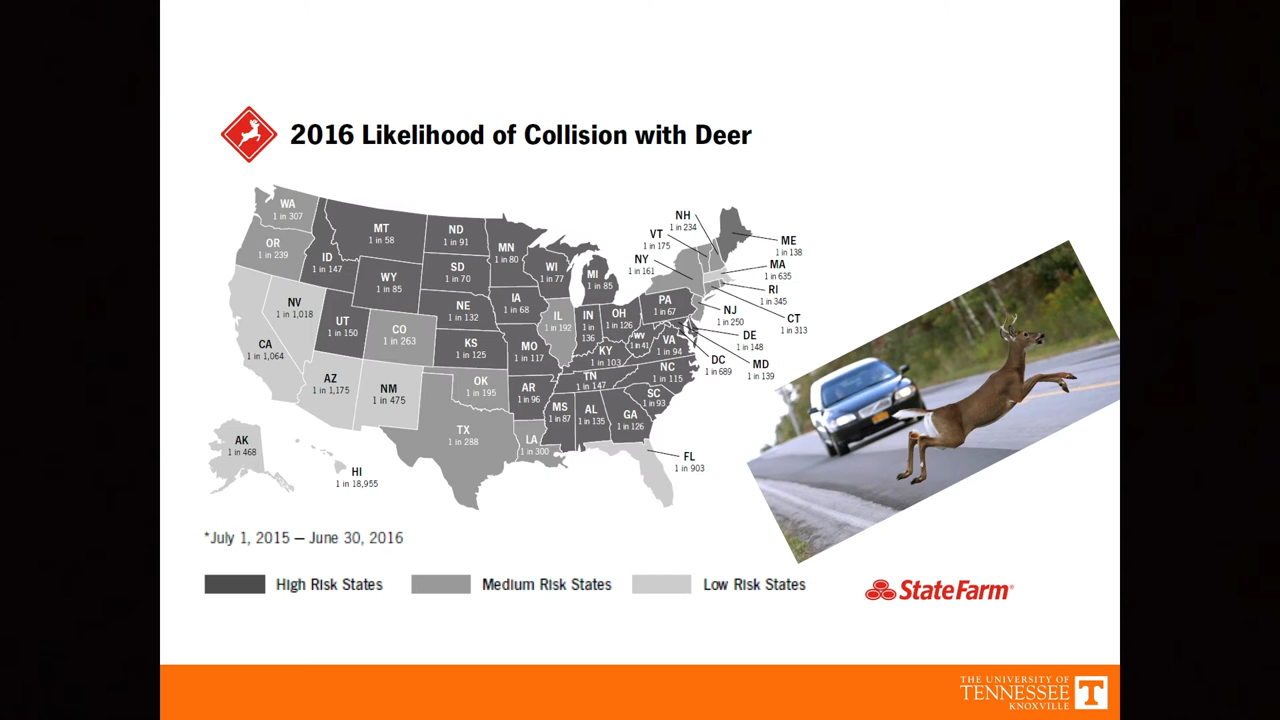 2016 Likelihood of Collision with Deer
WA
1 in 307
OR
1 in 239
CA
1 in 1,064
NV
1 in 1,018
ID
1 in 147
MT
1 in 58
WY
1 in 85
UT
1 in 150
CO
1 in 263
AZ
1 in 1,175
NM
1 in 475
ND
1 in 91
SD
1 in 70
NE
1 in 132
KS
1 in 125
OK
1 in 195
TX
1 in 288
MN
1 in 80
IA
1 in 68
MO
1 in 117
AR
1 in 96
LA
1 in 300
WI
1 in 77
IL
1 in 192
MI
1 in 85
IN
1 in
136
OH
1 in 126
KY
1 in 103
TN
1 in 147
MS
1 in 87
AL
1 in 135
GA
1 in 126
FL
1 in 903
SC
1 in 93
NC
1 in 115
VA
1 in 94
WV
1 in 41
PA
1 in 67
NY
1 in 161
VT
1 in 175
NH
1 in 234
ME
1 in 138
MA
1 in 635
RI
1 in 345
CT
1 in 313
NJ
1 in 250
DE
1 in 148
MD
1 in 139
DC
1 in 689
AK
1 in 468
HI
1 in 18,955
*July 1, 2015 – June 30, 2016
High Risk States
Medium Risk States
Low Risk States
StateFarm®
THE UNIVERSITY OF
TENNESSEE
KNOXVILLE
T